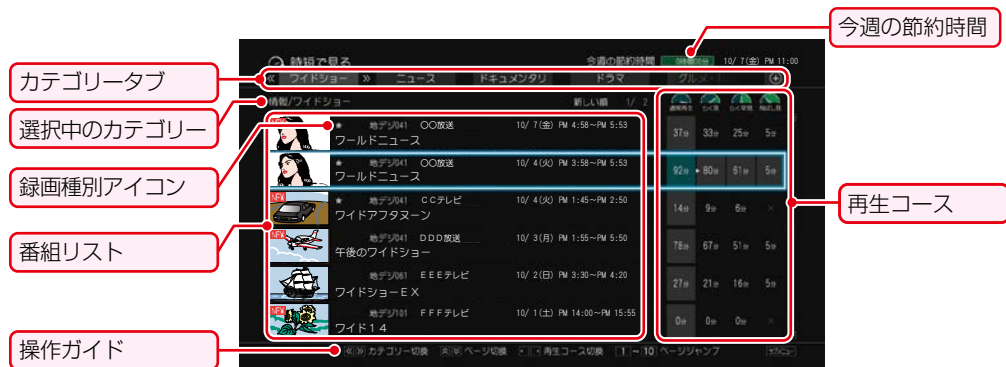 今週の節約時間
カテゴリータブ
選択中のカテゴリー
録画種別アイコン
番組リスト
操作ガイド
再生コース
時短で見る
今週の節約時間 10/ 7(金) PM 11:00
ワイドショー ニュース ドキュメンタリ ドラマ グルメ・
情報/ワイドショー 新しい順 1/ 2
NEW ★ 地デジ041 〇〇放送 10/ 7(金) PM 4:58~PM 5:53
ワールドニュース
37分 33分 25分 5分
★ 地デジ041 〇〇放送 10/ 4(火) PM 3:58~PM 5:53
ワールドニュース
92分 80分 51分 5分
NEW ★ 地デジ041 CCテレビ 10/ 4(火) PM 1:45~PM 2:50
ワイドアフタヌーン
14分 9分 6分 ×
NEW 地デジ041 DDD放送 10/ 3(月) PM 1:55~PM 5:50
午後のワイドショー
78分 67分 51分 5分
地デジ061 EEEテレビ 10/ 2(日) PM 3:30~PM 4:20
ワイドショーEX
27分 21分 16分 5分
NEW 地デジ101 FFFテレビ 10/ 1(土) PM 14:00~PM 15:55
ワイド14
0分 0分 0分 ×
カテゴリー切換 ページ切換 再生コース切換 1~10 ページジャンプ サブメニュー